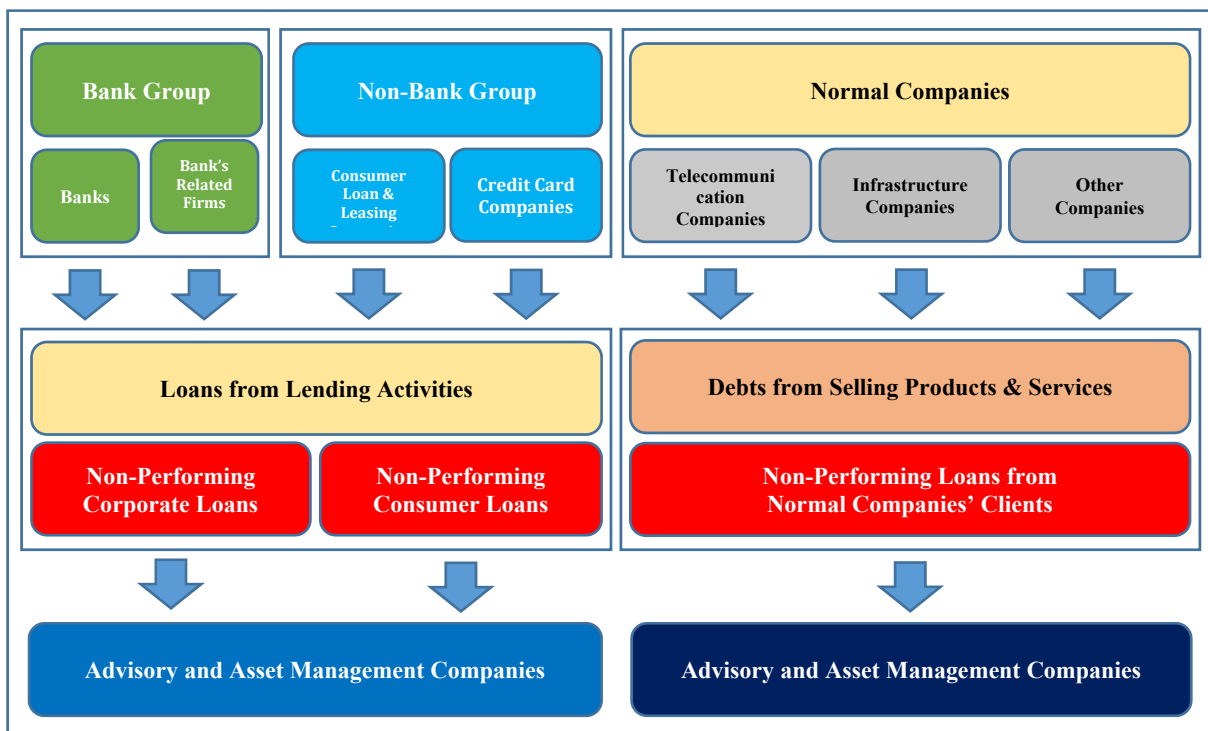 Bank Group
Non-Bank Group
Normal Companies
Banks
Bank's
Related
Firms
Consumer
Loan &
Leasing
Credit Card
Companies
Telecommuni
cation
Companies
Infrastructure
Companies
Other
Companies
Loans from Lending Activities
Debts from Selling Products & Services
Non-Performing
Corporate Loans
Non-Performing
Consumer Loans
Non-Performing Loans from
Normal Companies’ Clients
Advisory and Asset Management Companies
Advisory and Asset Management Companies